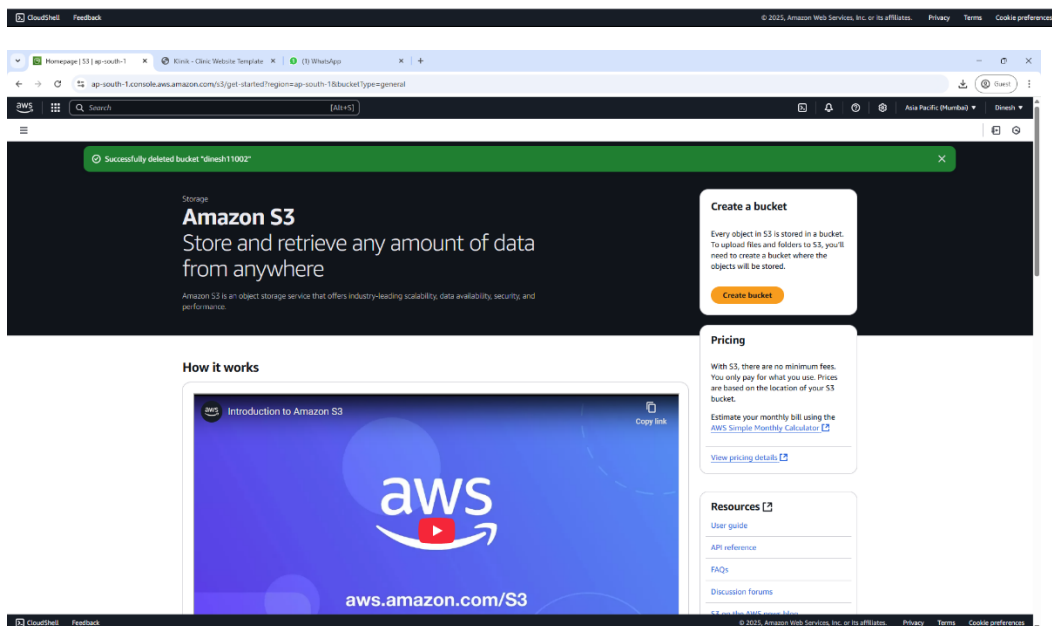 CloudShell Feedback © 2025, Amazon Web Services, Inc. or its affiliates. Privacy Terms Cookie preferences
Homepage | S3 | ap-south-1 Klinik - Clinic Website Template (1) WhatsApp
ap-south-1.console.aws.amazon.com/s3/get-started?region=ap-south-1&bucketType=general Guest
aws Search [Alt+S] Asia Pacific (Mumbai) Dinesh
Successfully deleted bucket "dinesh11002"
Storage
Amazon S3
Store and retrieve any amount of data
from anywhere
Amazon S3 is an object storage service that offers industry-leading scalability, data availability, security, and
performance.
Create a bucket
Every object in S3 is stored in a bucket.
To upload files and folders to S3, you'll
need to create a bucket where the
objects will be stored.
Create bucket
Pricing
With S3, there are no minimum fees.
You only pay for what you use. Prices
are based on the location of your S3
bucket.
Estimate your monthly bill using the
AWS Simple Monthly Calculator
View pricing details
How it works
aws Introduction to Amazon S3
Copy link
aws
aws.amazon.com/S3
Resources
User guide
API reference
FAQs
Discussion forums
S3 on the AWS news blog
CloudShell Feedback © 2025, Amazon Web Services, Inc. or its affiliates. Privacy Terms Cookie preferences